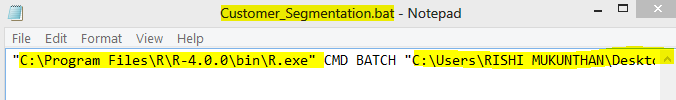 Customer_Segmentation.bat - Notepad
File Edit Format View Help
"C:\Program Files\R\R-4.0.0\bin\R.exe" CMD BATCH "C:\Users\RISHI MUKUNTHAN\Deskto